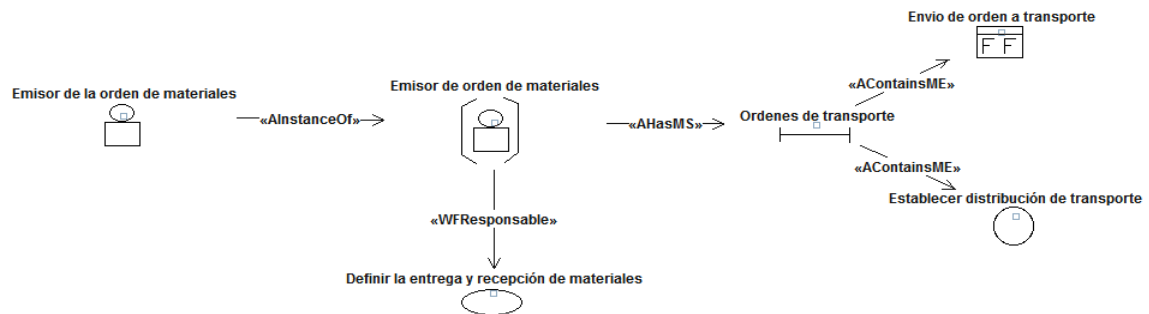 Envio de orden a transporte
F F
«AContainsME»
Emisor de la orden de materiales
«AInstanceOf»
Emisor de orden de materiales
«AHasMS»
Ordenes de transporte
«AContainsME»
Establecer distribución de transporte
«WFResponsable»
Definir la entrega y recepción de materiales